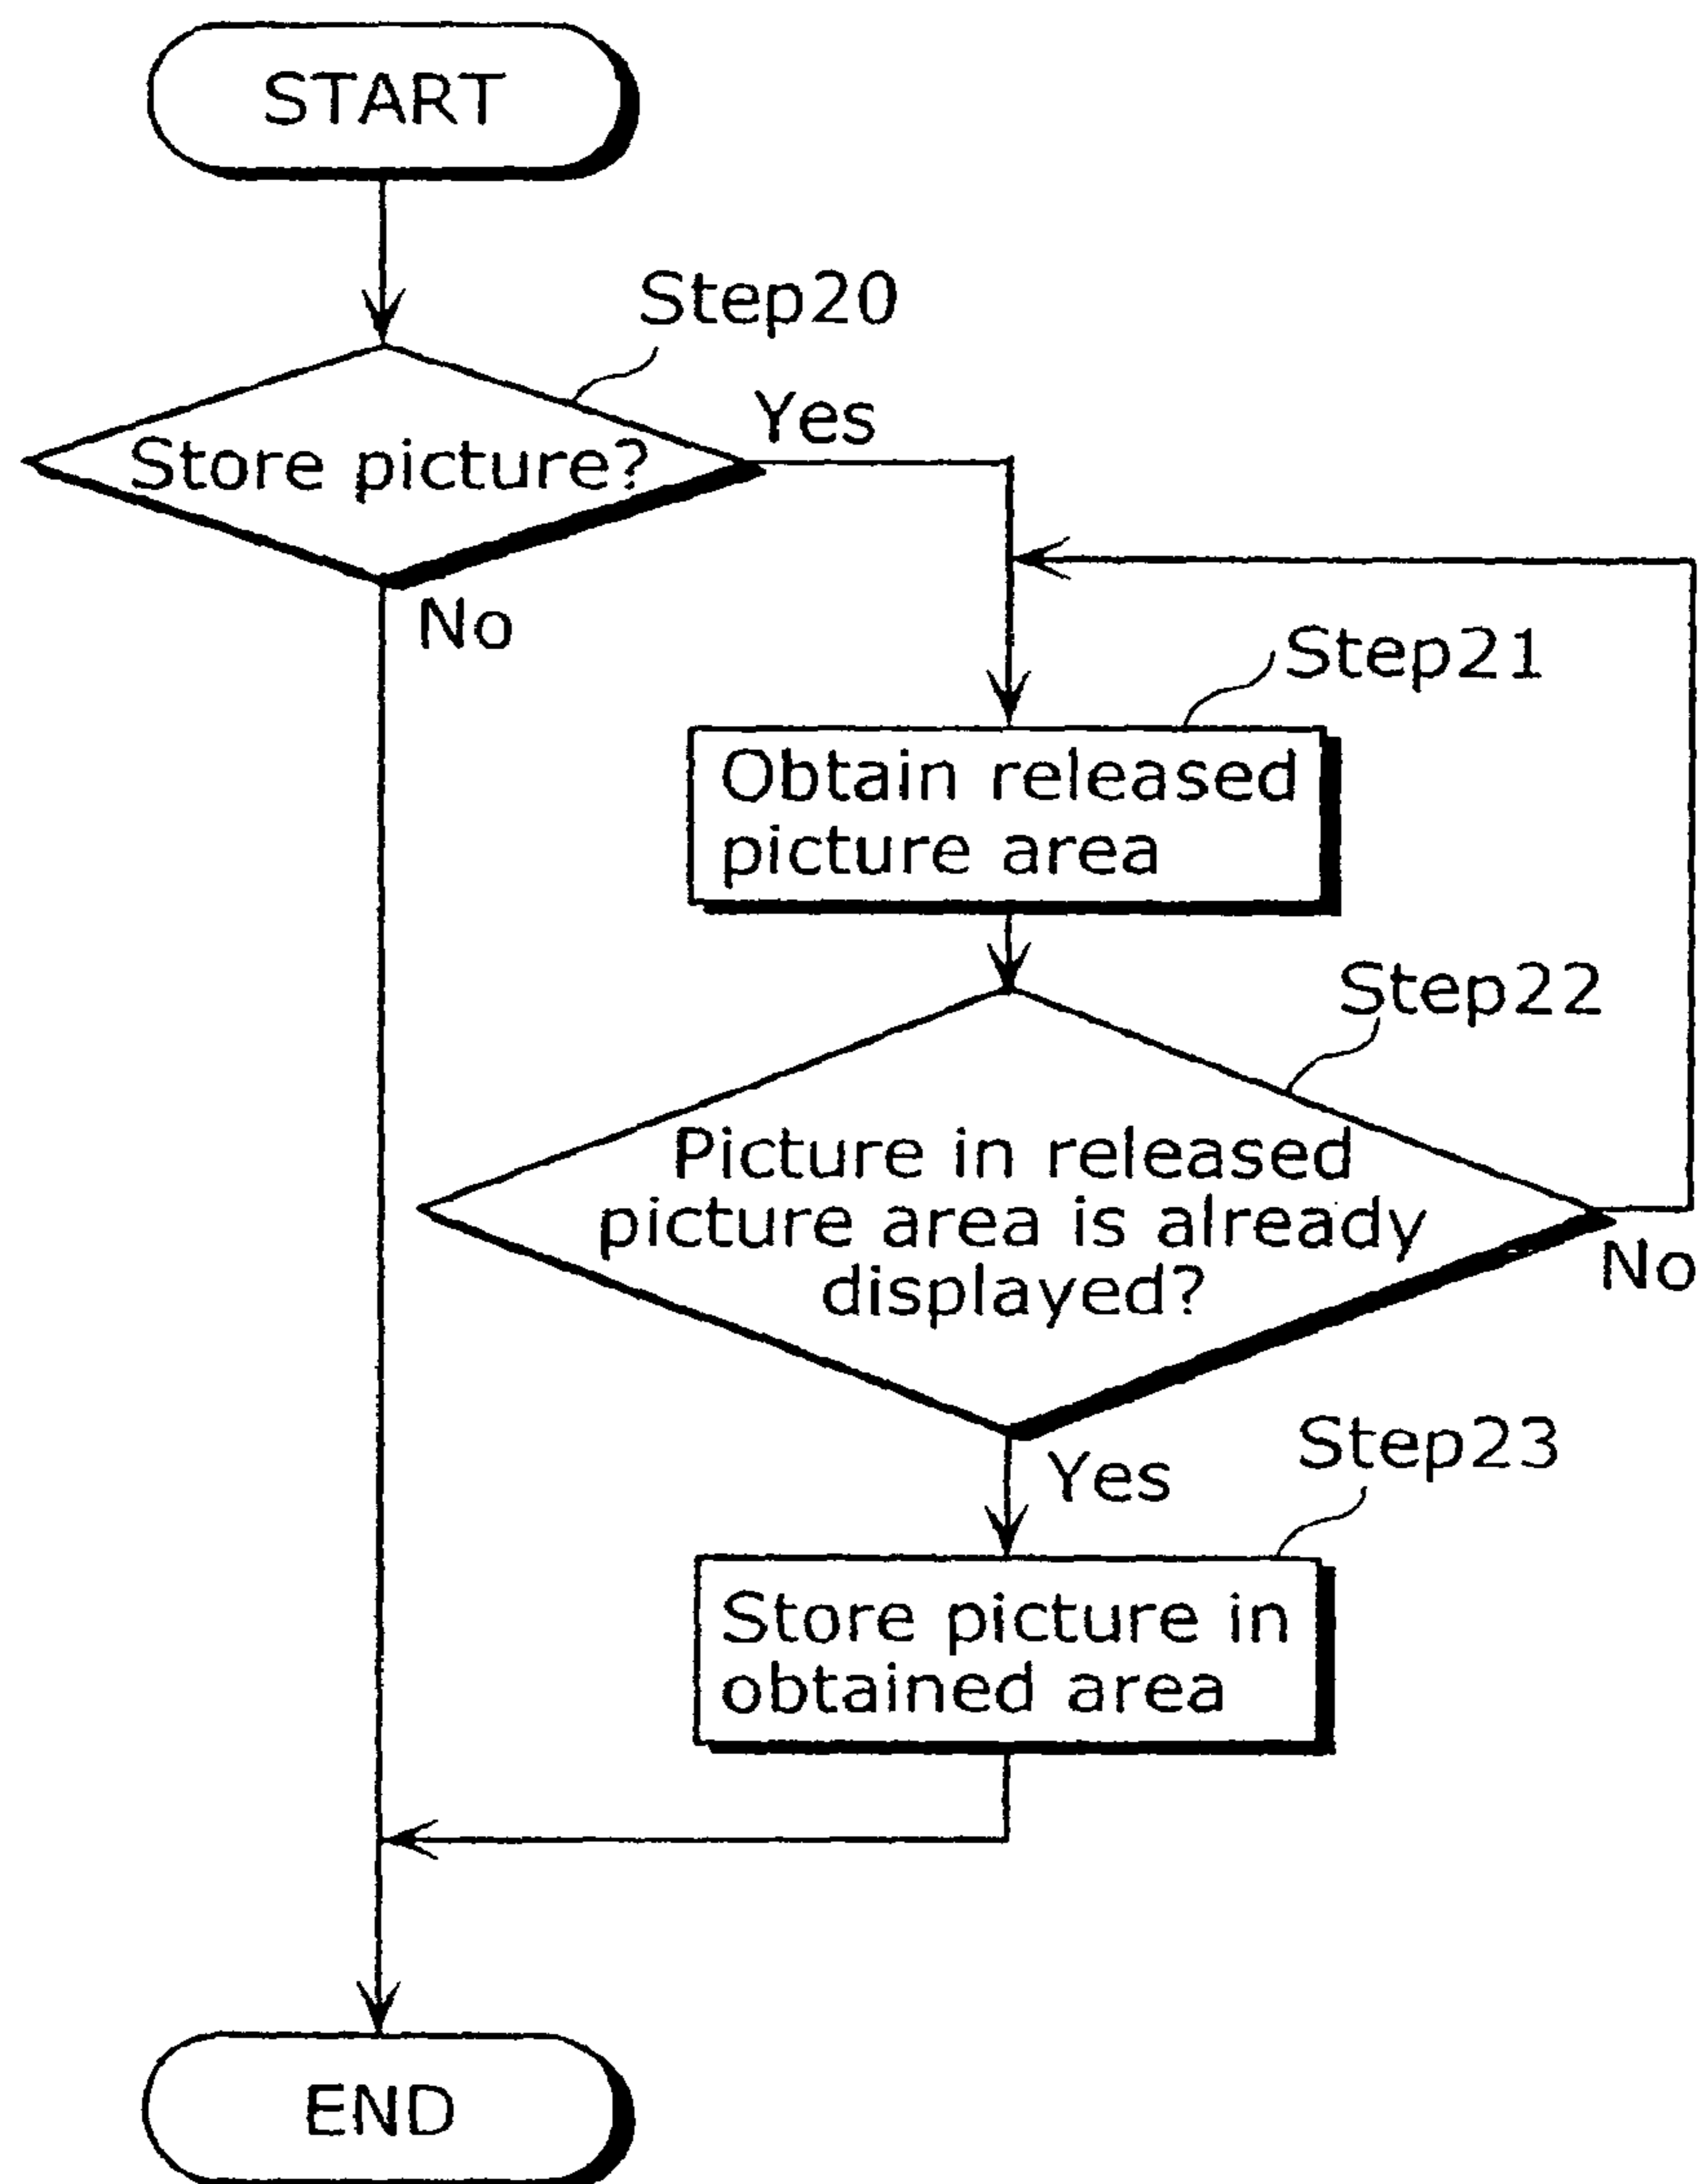 START
Step20
Yes
Store picture?
No
Step21
Obtain released
picture area
Step22
Picture in released
picture area is already
displayed?
No
Yes
Step23
Store picture in
obtained area
END